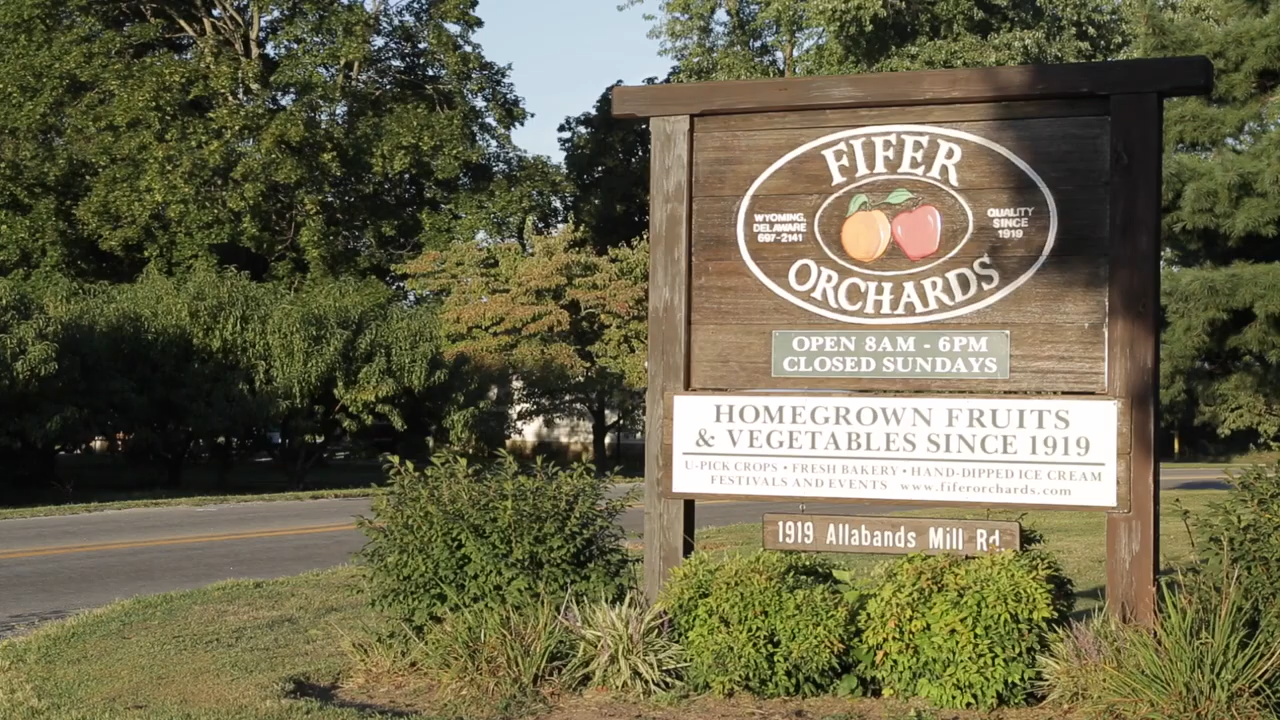 FIFER
WYOMING,
DELAWARE
697-2141
QUALITY
SINCE
1919
ORCHARDS
OPEN 8AM - 6PM
CLOSED SUNDAYS
HOMEGROWN FRUITS
& VEGETABLES SINCE 1919
U-PICK CROPS • FRESH BAKERY • HAND-DIPPED ICE CREAM
FESTIVALS AND EVENTS www.fiferorchards.com
1919 Allabands Mill Rd